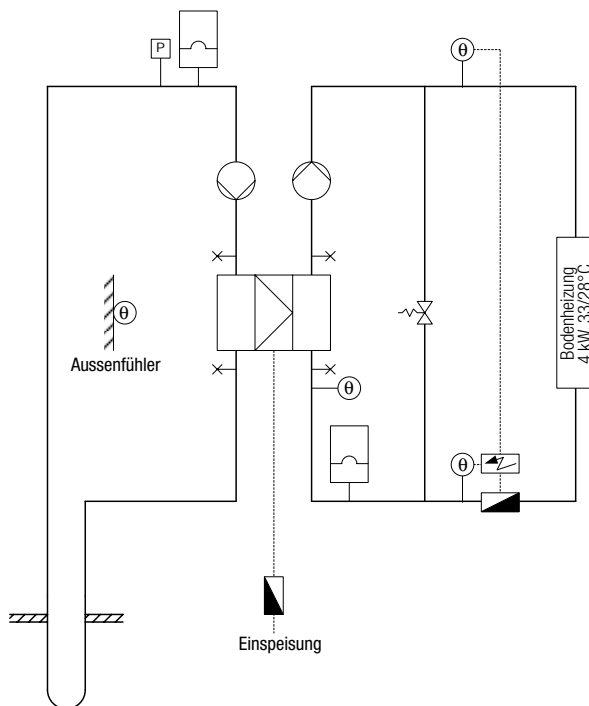 P
θ
θ
Aussenfühler
Bodenheizung
4 kW 33/28°C
θ
θ
Einspeisung